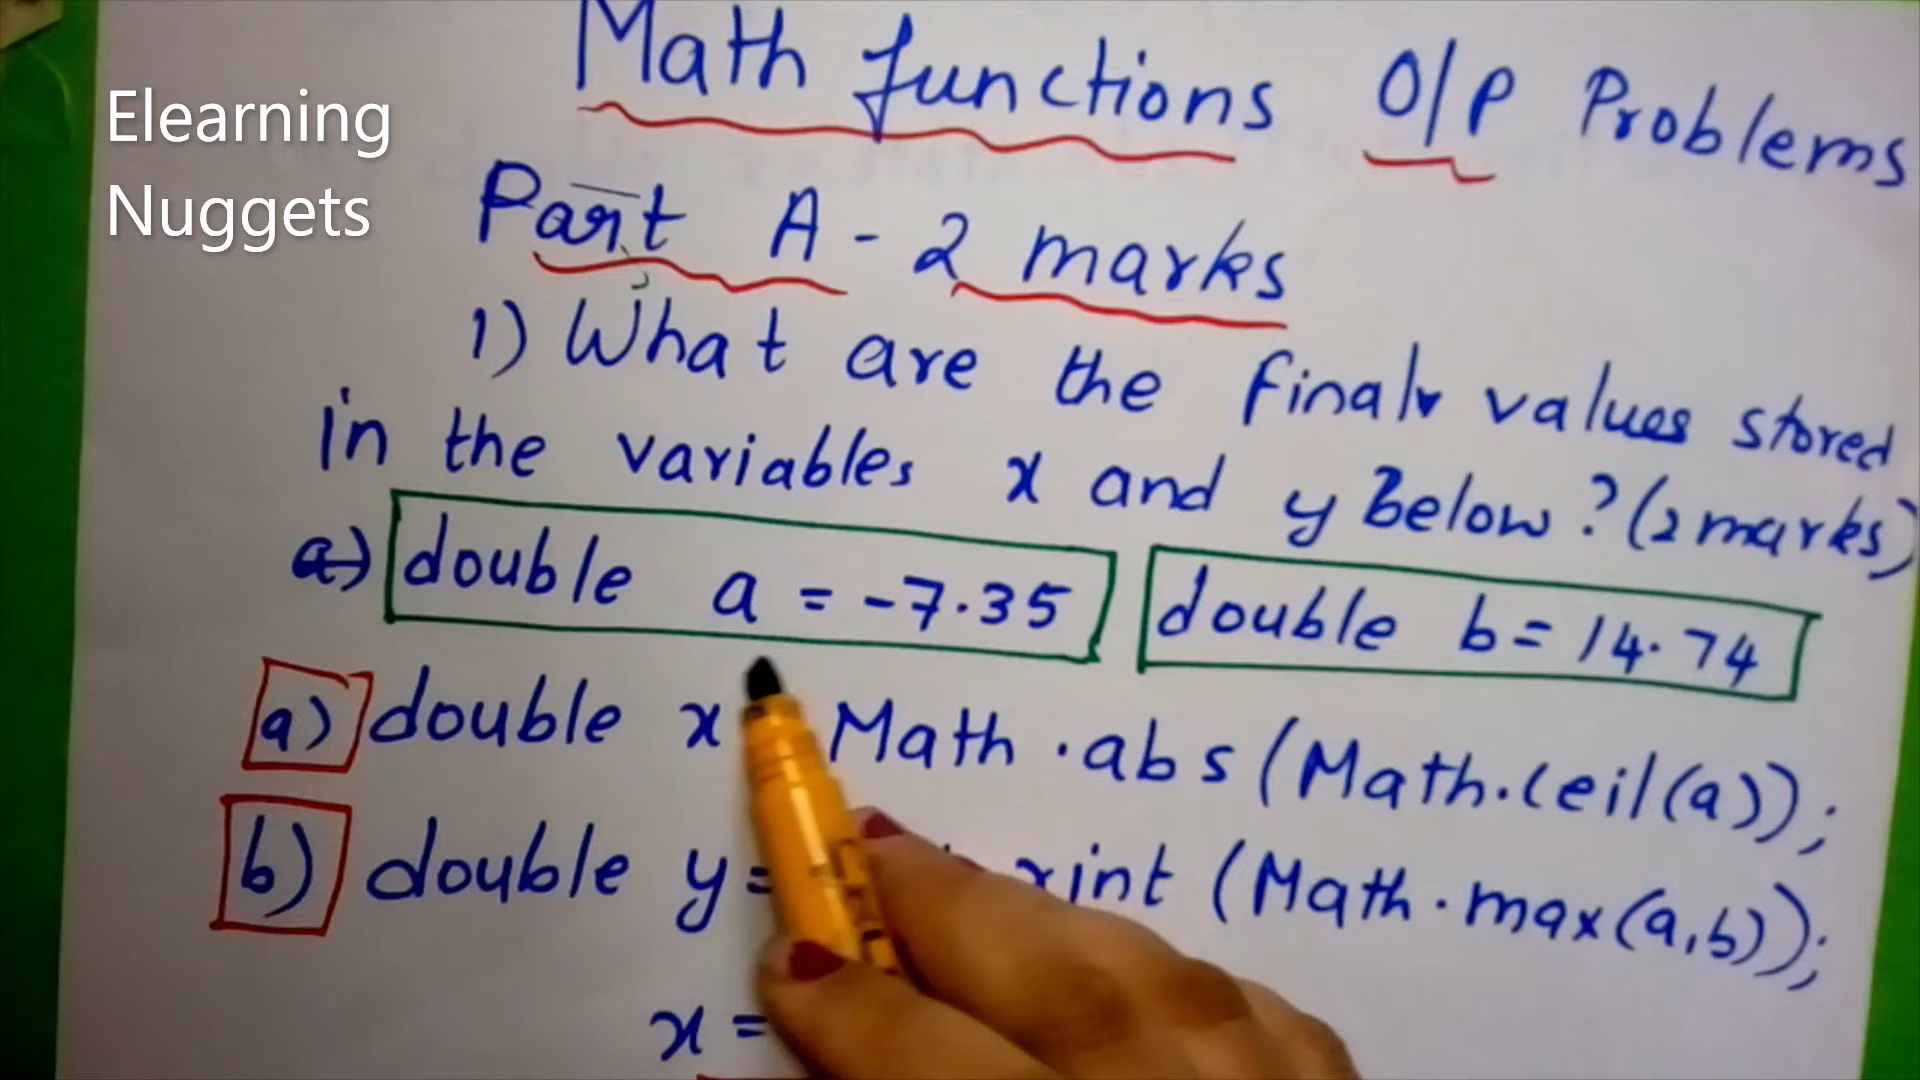 Elearning
Nuggets
Math functions O/P Problems
Part A - 2 marks
1) What are the final values stored
in the variables x and y Below? (2 marks)
a) double a = -7.35 double b = 14.74
a) double x Math.abs(Math.ceil(a));
b) double y= rint (Math.max(a,b));
x =